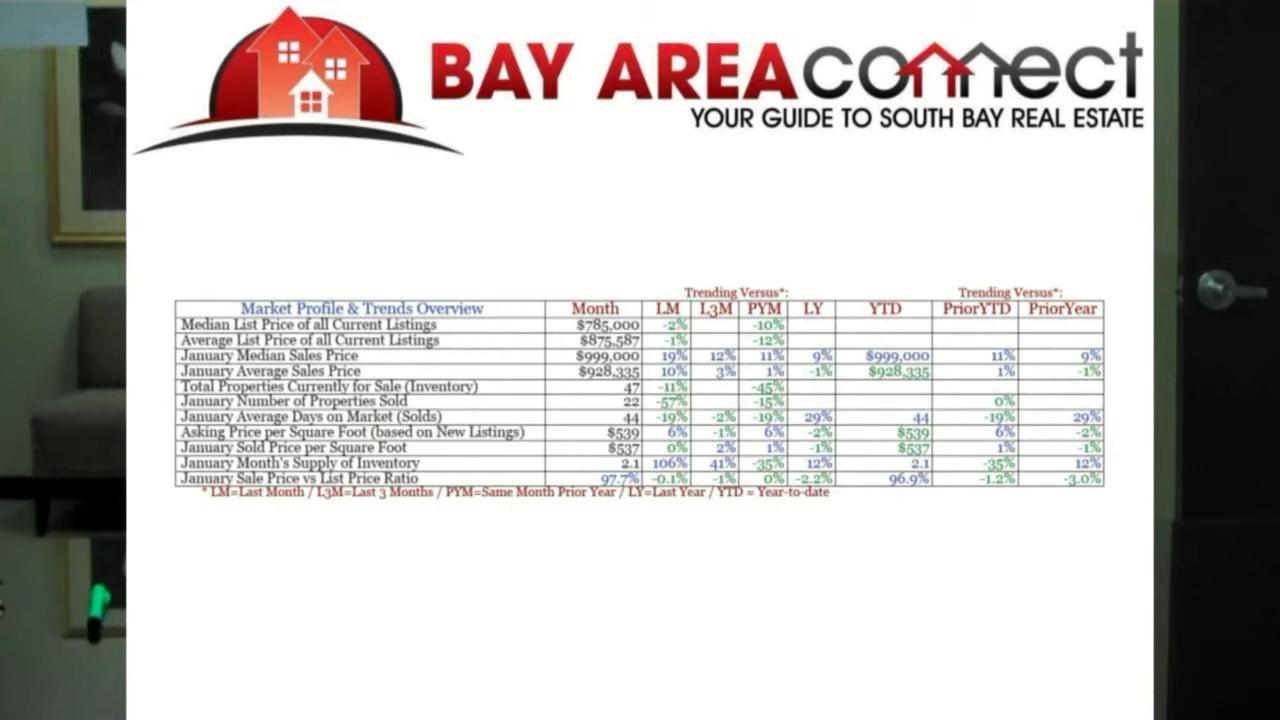 BAY AREA connect
YOUR GUIDE TO SOUTH BAY REAL ESTATE
Trending Versus*: Trending Versus*:
Market Profile & Trends Overview Month LM L3M PYM LY YTD PriorYTD PriorYear
Median List Price of all Current Listings $785,000 -2% -10%
Average List Price of all Current Listings $875,587 -1% -12%
January Median Sales Price $999,000 19% 12% 11% 9% $999,000 11% 9%
January Average Sales Price $928,335 10% 3% 1% -1% $928,335 1% -1%
Total Properties Currently for Sale (Inventory) 47 -11% -45%
January Number of Properties Sold 22 -57% -15% 0%
January Average Days on Market (Solds) 44 -19% -2% -19% 29% 44 -19% 29%
Asking Price per Square Foot (based on New Listings) $539 6% -1% 6% -2% $539 6% -2%
January Sold Price per Square Foot $537 0% 2% 1% -1% $537 1% -1%
January Month's Supply of Inventory 2.1 106% 41% -35% 12% 2.1 -35% 12%
January Sale Price vs List Price Ratio 97.7% -0.1% -1% 0% -2.2% 96.9% -1.2% -3.0%
* LM=Last Month / L3M=Last 3 Months / PYM=Same Month Prior Year / LY=Last Year / YTD = Year-to-date